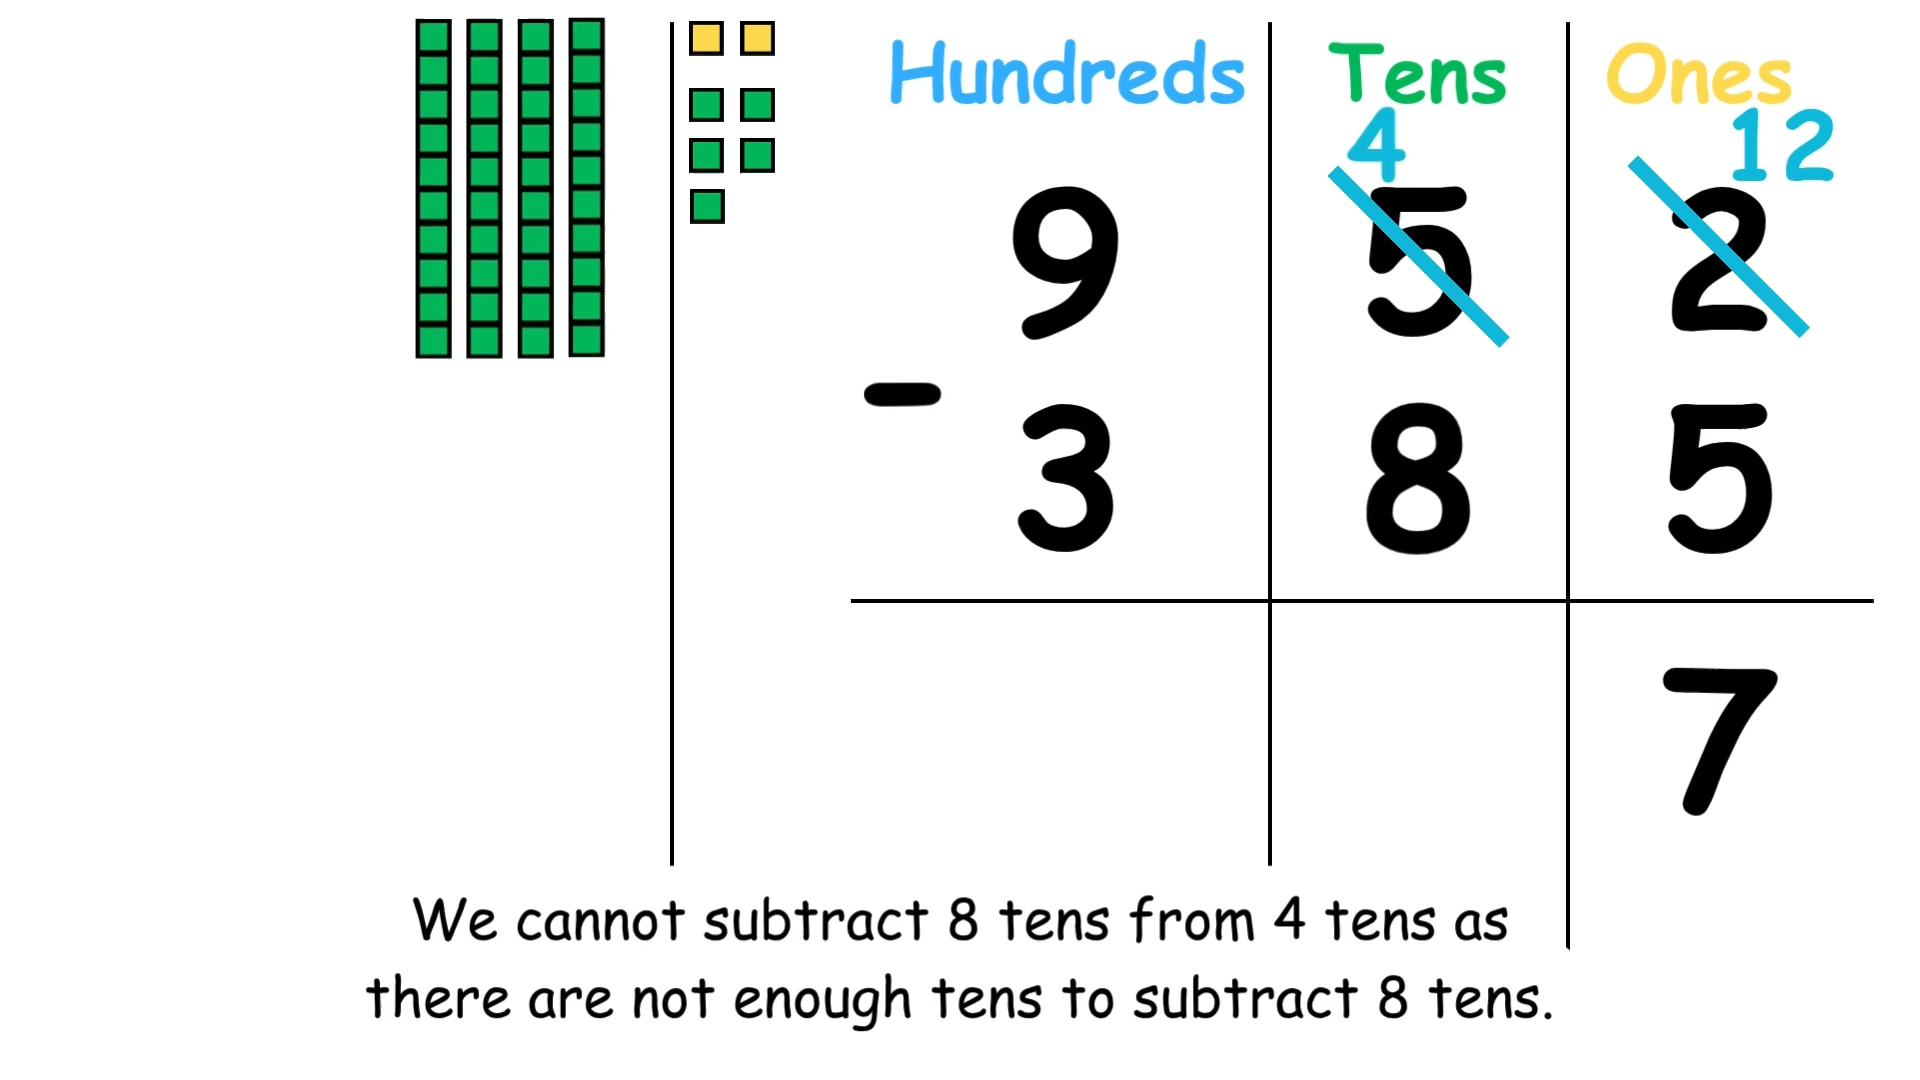 Hundreds Tens Ones
4 12
9 5 2
- 3 8 5
7
We cannot subtract 8 tens from 4 tens as
there are not enough tens to subtract 8 tens.